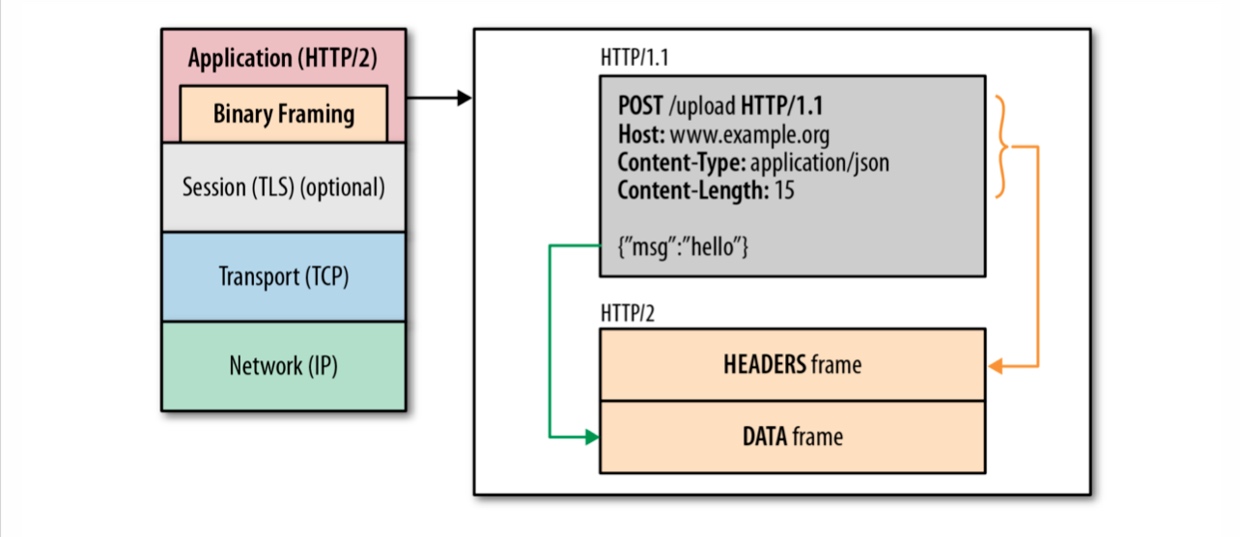 Application (HTTP/2)
Binary Framing
Session (TLS) (optional)
Transport (TCP)
Network (IP)
HTTP/1.1
POST /upload HTTP/1.1
Host: www.example.org
Content-Type: application/json
Content-Length: 15
{”msg”:”hello”}
HTTP/2
HEADERS frame
DATA frame